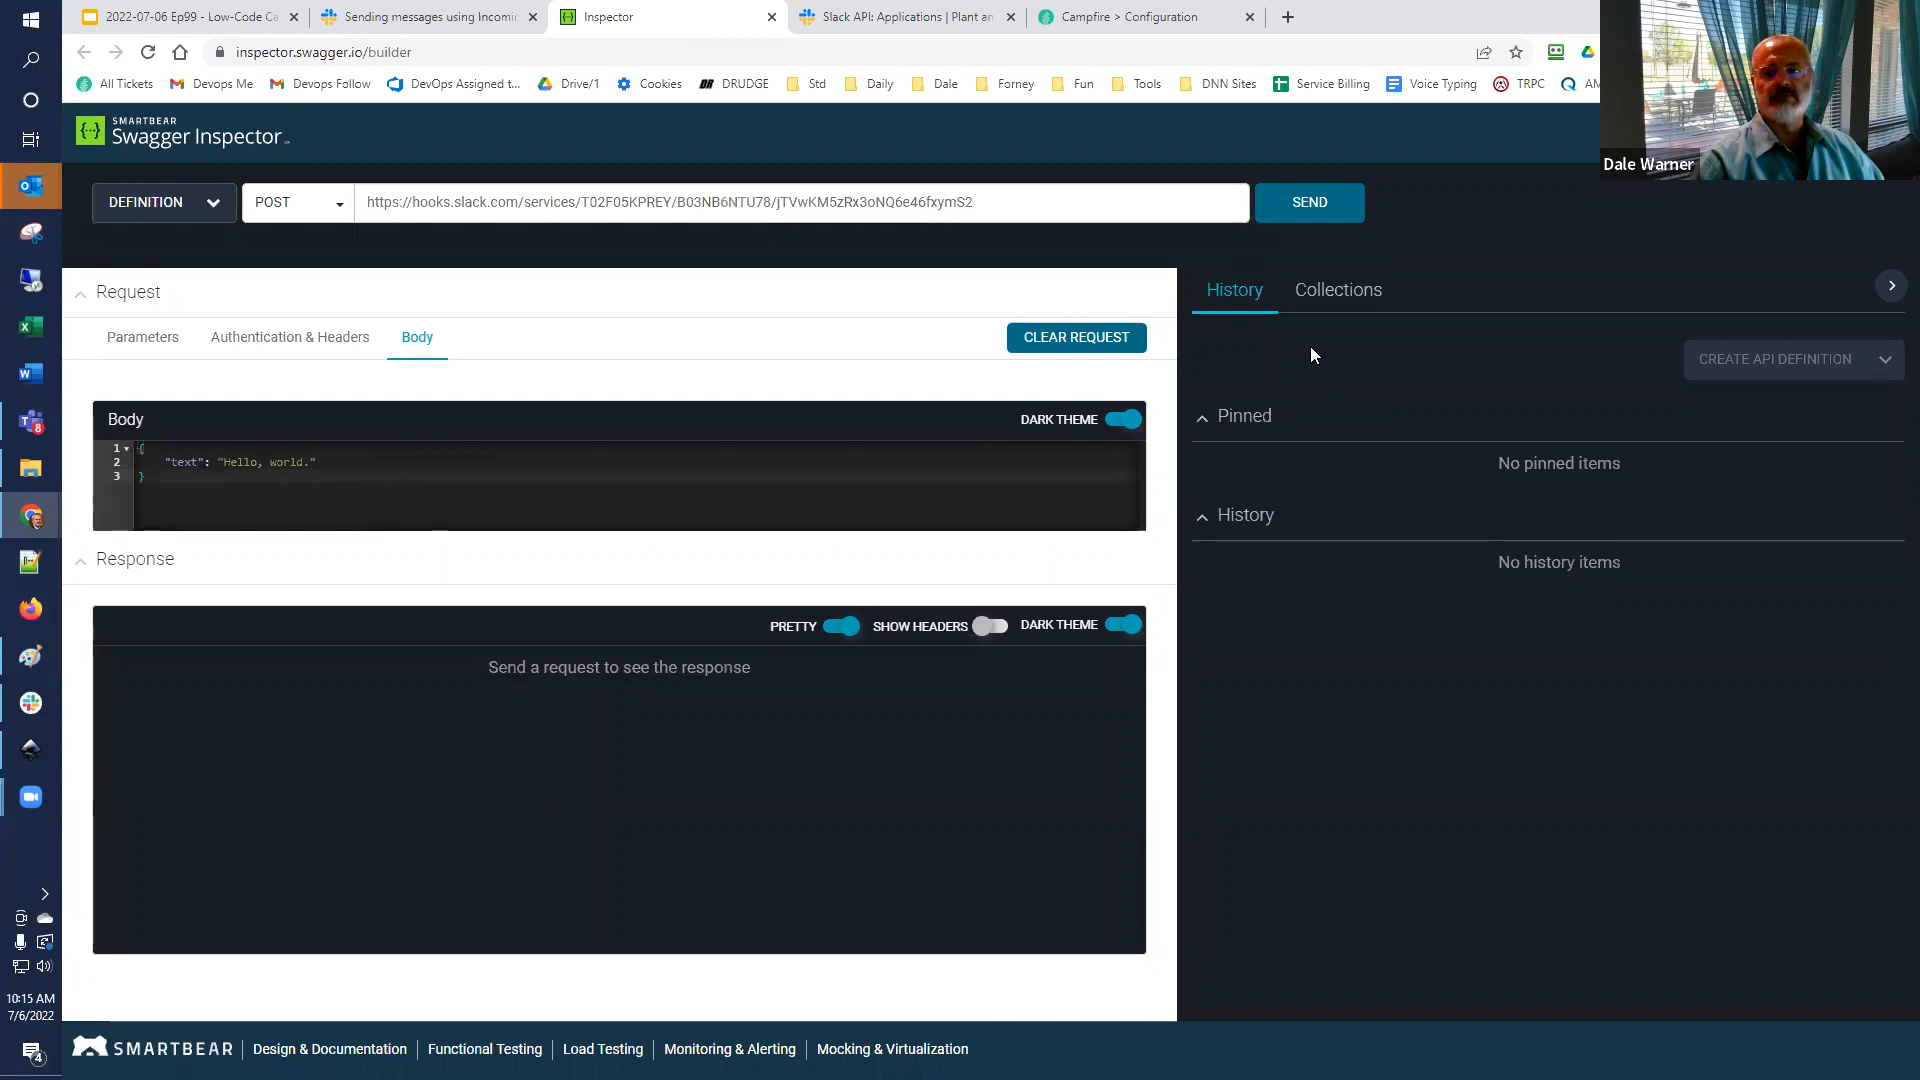 2022-07-06 Ep99 - Low-Code Ca
Sending messages using Incomin
Inspector
Slack API: Applications | Plant an
Campfire > Configuration
inspector.swagger.io/builder
All Tickets
Devops Me
Devops Follow
DevOps Assigned t...
Drive/1
Cookies
DRUDGE
Std
Daily
Dale
Forney
Fun
Tools
DNN Sites
Service Billing
Voice Typing
TRPC
SMARTBEAR
Swagger Inspector
Dale Warner
DEFINITION
POST
https://hooks.slack.com/services/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
SEND
Request
History
Collections
Parameters
Authentication & Headers
Body
CLEAR REQUEST
CREATE API DEFINITION
Body
DARK THEME
Pinned
1 {
2 "text": "Hello, world."
3 }
No pinned items
History
Response
No history items
PRETTY
SHOW HEADERS
DARK THEME
Send a request to see the response
10:15 AM
7/6/2022
8
4
SMARTBEAR
Design & Documentation
Functional Testing
Load Testing
Monitoring & Alerting
Mocking & Virtualization